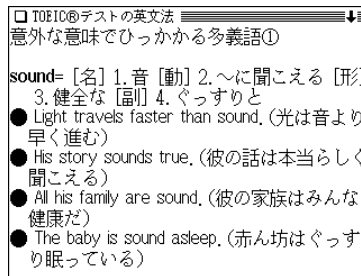 □ TOEIC®テストの英文法
意外な意味でひっかかる多義語①
sound= [名] 1.音 [動] 2.～に聞こえる [形]
3.健全な [副] 4.ぐっすりと
● Light travels faster than sound. (光は音より
早く進む)
● His story sounds true. (彼の話は本当らしく
聞こえる)
● All his family are sound. (彼の家族はみんな
健康だ)
● The baby is sound asleep. (赤ん坊はぐっす
り眠っている)